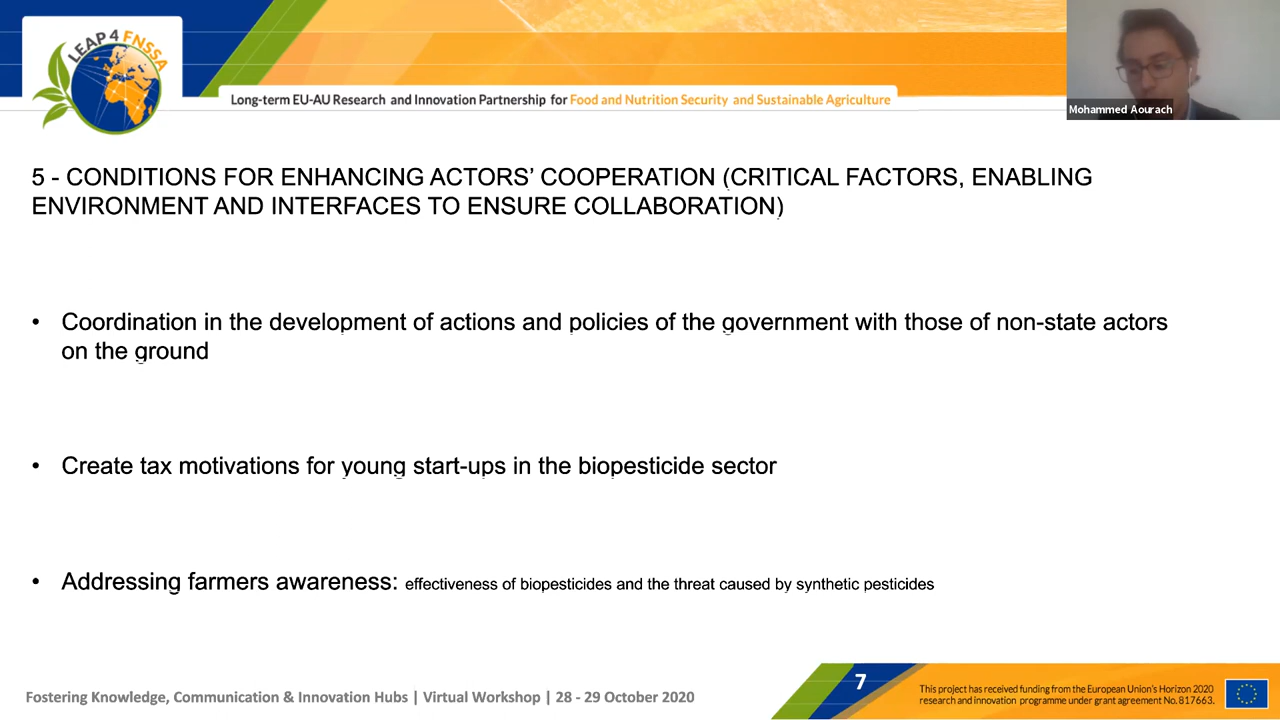 LEAP 4 FNSSA
Long-term EU-AU Research and Innovation Partnership for Food and Nutrition Security and Sustainable Agriculture
Mohammed Aourach
5 - CONDITIONS FOR ENHANCING ACTORS’ COOPERATION (CRITICAL FACTORS, ENABLING
ENVIRONMENT AND INTERFACES TO ENSURE COLLABORATION)
• Coordination in the development of actions and policies of the government with those of non-state actors
on the ground
• Create tax motivations for young start-ups in the biopesticide sector
• Addressing farmers awareness: effectiveness of biopesticides and the threat caused by synthetic pesticides
Fostering Knowledge, Communication & Innovation Hubs | Virtual Workshop | 28 - 29 October 2020
7
This project has received funding from the European Union's Horizon 2020
research and innovation programme under grant agreement No. 817663.